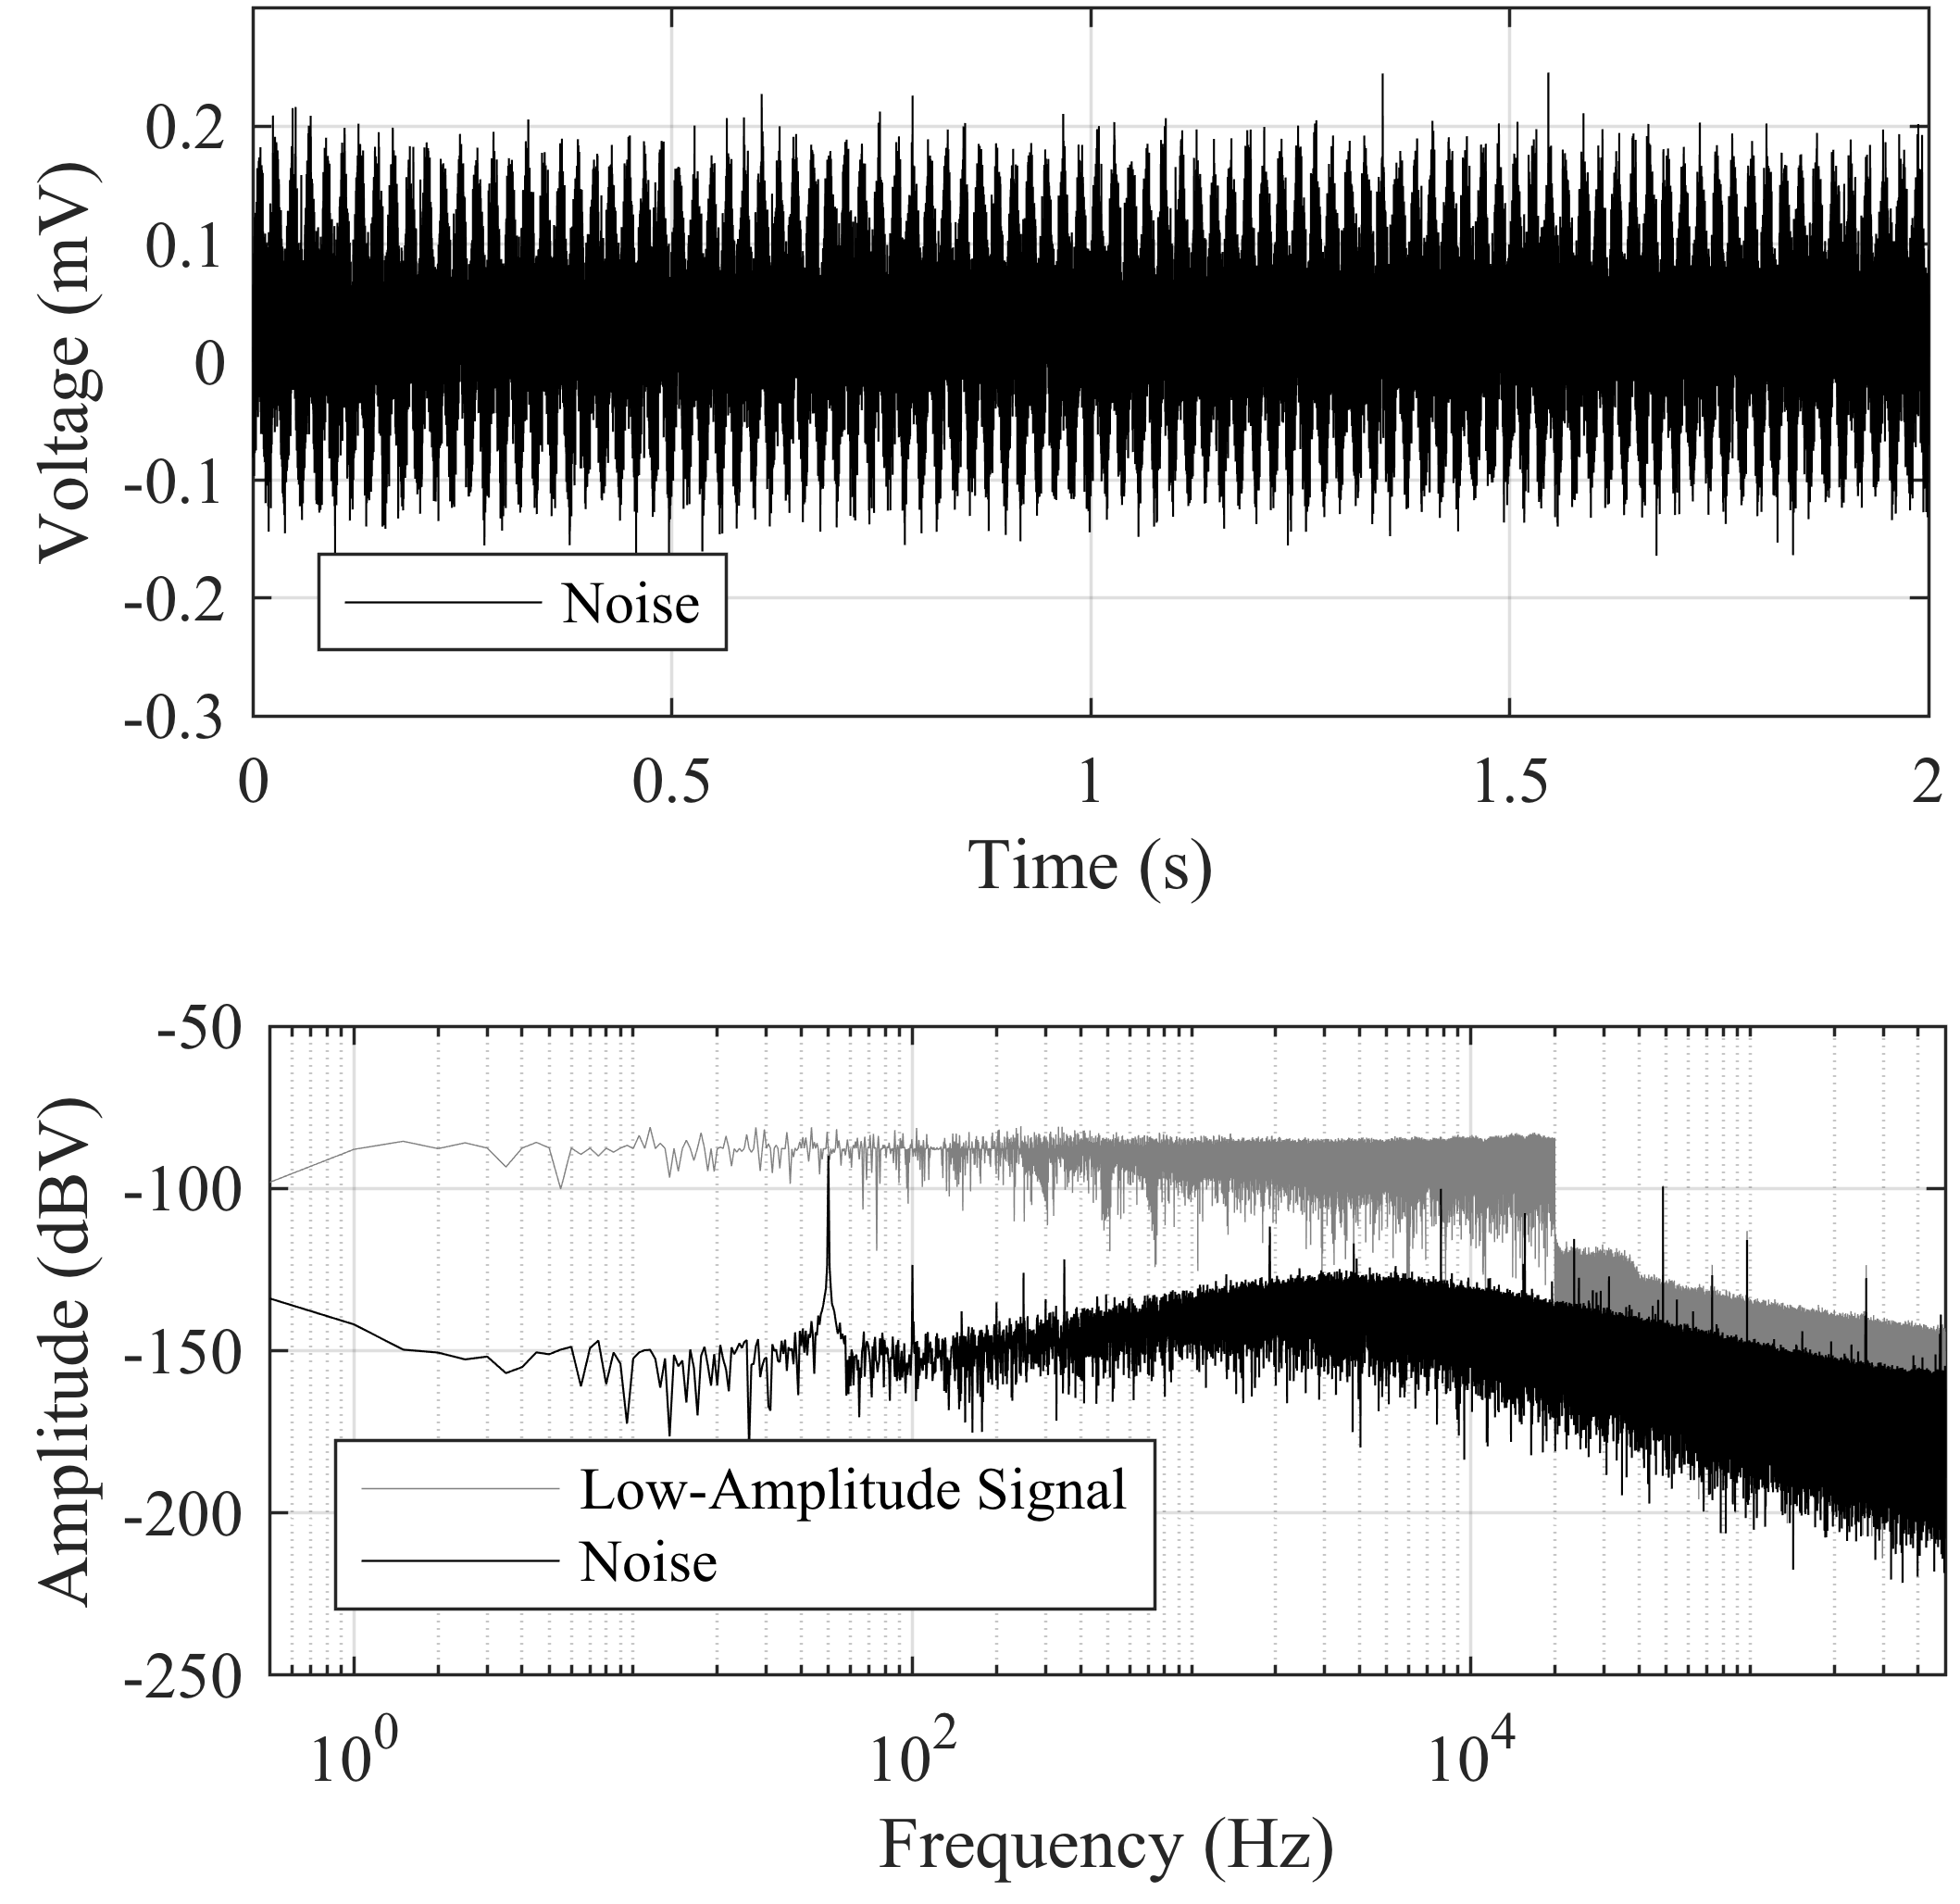 0.2
0.1
0
-0.1
-0.2
-0.3
Voltage (mV)
Noise
0 0.5 1 1.5 2
Time (s)
-50
-100
-150
-200
-250
Amplitude (dBV)
Low-Amplitude Signal
Noise
10^0 10^2 10^4
Frequency (Hz)